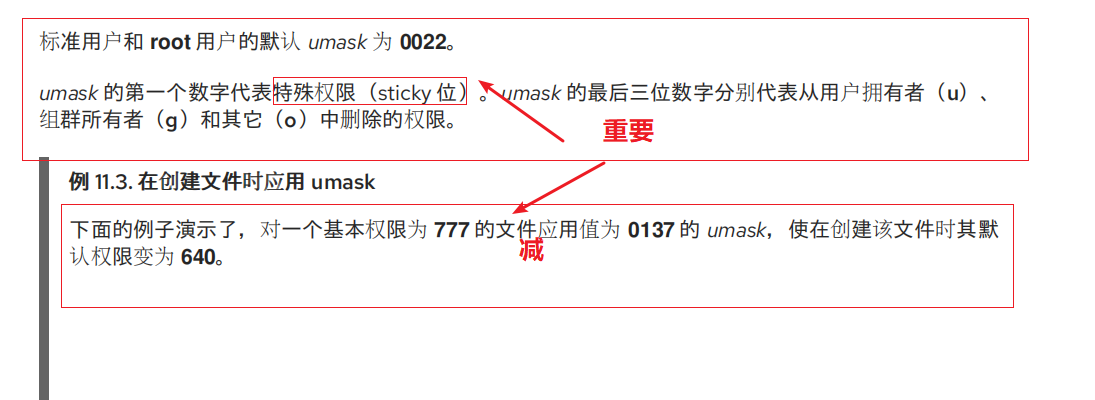 标准用户和 root 用户的默认 umask 为 0022。
umask 的第一个数字代表特殊权限（sticky 位）。umask 的最后三位数字分别代表从用户拥有者（u）、
组群所有者（g）和其它（o）中删除的权限。
重要
例 11.3. 在创建文件时应用 umask
下面的例子演示了，对一个基本权限为 777 的文件应用值为 0137 的 umask，使在创建该文件时其默
认权限变为 640。
减